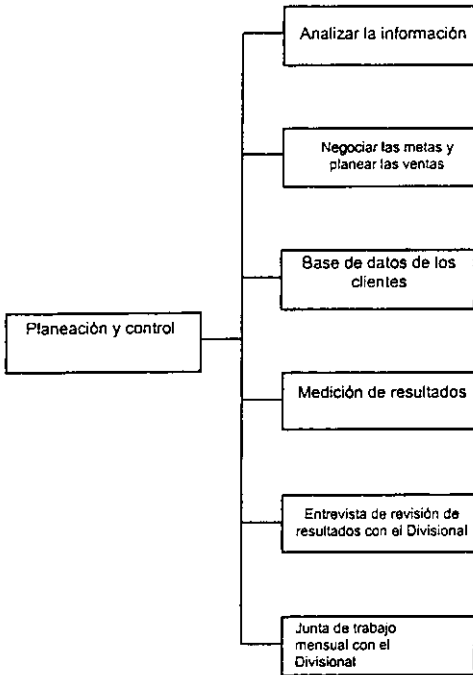 Analizar la información
Negociar las metas y
planear las ventas
Base de datos de los
clientes
Planeación y control
Medición de resultados
Entrevista de revisión de
resultados con el Divisional
Junta de trabajo
mensual con el
Divisional